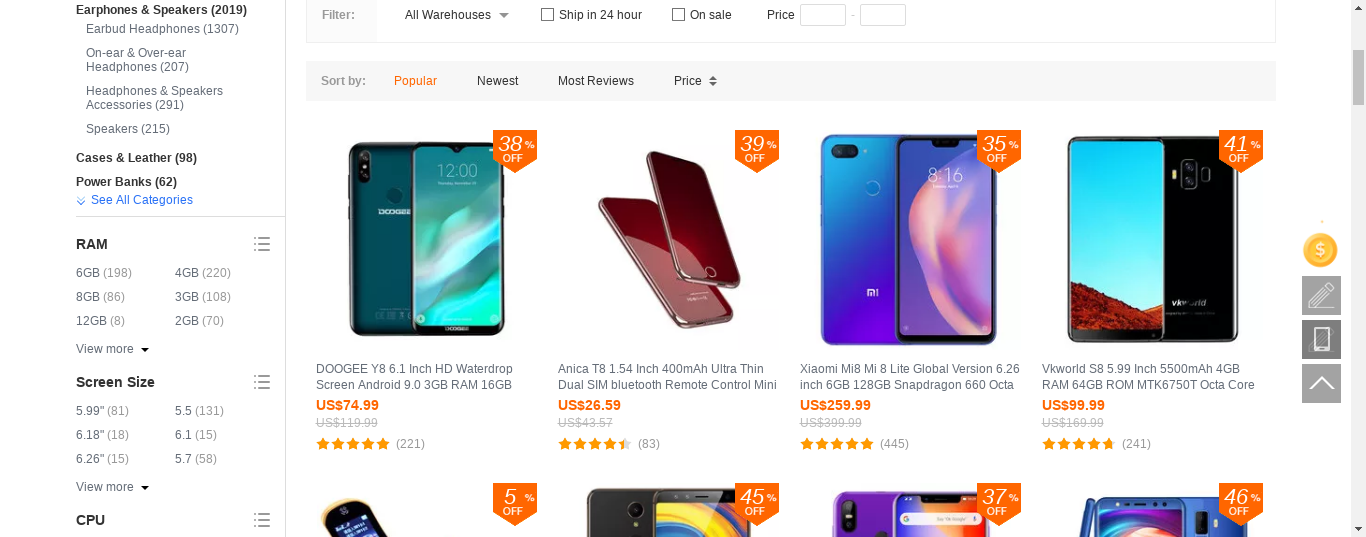 Earphones & Speakers (2019)
Earbud Headphones (1307)
On-ear & Over-ear
Headphones (207)
Headphones & Speakers
Accessories (291)
Speakers (215)
Cases & Leather (98)
Power Banks (62)
See All Categories
RAM
6GB (198) 4GB (220)
8GB (86) 3GB (108)
12GB (8) 2GB (70)
View more
Screen Size
5.99" (81) 5.5 (131)
6.18" (18) 6.1 (15)
6.26" (15) 5.7 (58)
View more
CPU
Filter: All Warehouses Ship in 24 hour On sale Price -
Sort by: Popular Newest Most Reviews Price
38% OFF
12:00
DOOGEE
DOOGEE
DOOGEE Y8 6.1 Inch HD Waterdrop
Screen Android 9.0 3GB RAM 16GB
US$74.99
US$119.99
(221)
39% OFF
Anica T8 1.54 Inch 400mAh Ultra Thin
Dual SIM bluetooth Remote Control Mini
US$26.59
US$43.57
(83)
35% OFF
8:16
mi
Xiaomi Mi8 Mi 8 Lite Global Version 6.26
inch 6GB 128GB Snapdragon 660 Octa
US$259.99
US$399.99
(445)
41% OFF
vkworld
Vkworld S8 5.99 Inch 5500mAh 4GB
RAM 64GB ROM MTK6750T Octa Core
US$99.99
US$169.99
(241)
5% OFF
45% OFF
37% OFF
46% OFF
$